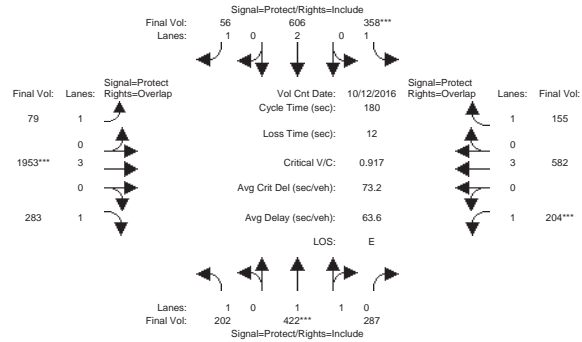 Signal=Protect/Rights=Include
Final Vol: 56 606 358***
Lanes: 1 0 2 0 1
Signal=Protect Signal=Protect
Final Vol: Lanes: Rights=Overlap Vol Cnt Date: 10/12/2016 Rights=Overlap Lanes: Final Vol:
Cycle Time (sec): 180
79 1 1 155
Loss Time (sec): 12
0 0
1953*** 3 Critical V/C: 0.917 3 582
0 Avg Crit Del (sec/veh): 73.2 0
283 1 Avg Delay (sec/veh): 63.6 1 204***
LOS: E
Lanes: 1 0 1 1 0
Final Vol: 202 422*** 287
Signal=Protect/Rights=Include